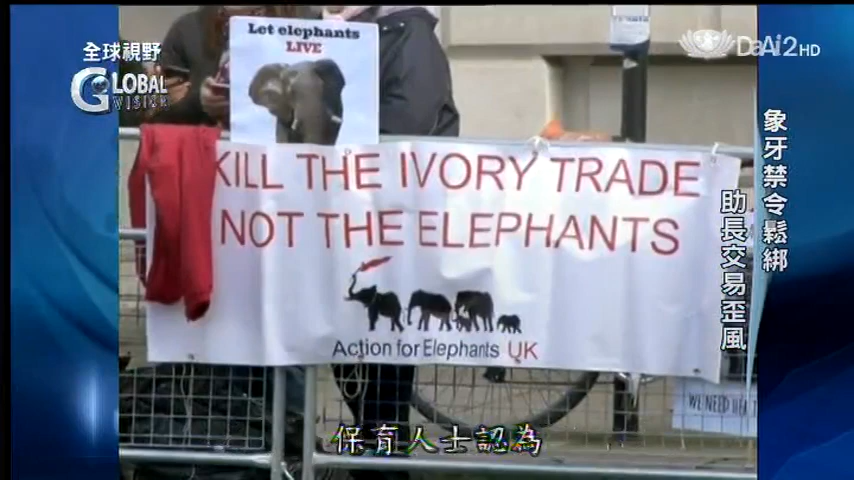 全球視野
GLOBAL
VISION
DaAi2HD
Let elephants
LIVE
KILL THE IVORY TRADE
NOT THE ELEPHANTS
Action for Elephants UK
WE NEED
象牙禁令鬆綁
助長交易歪風
保育人士認為